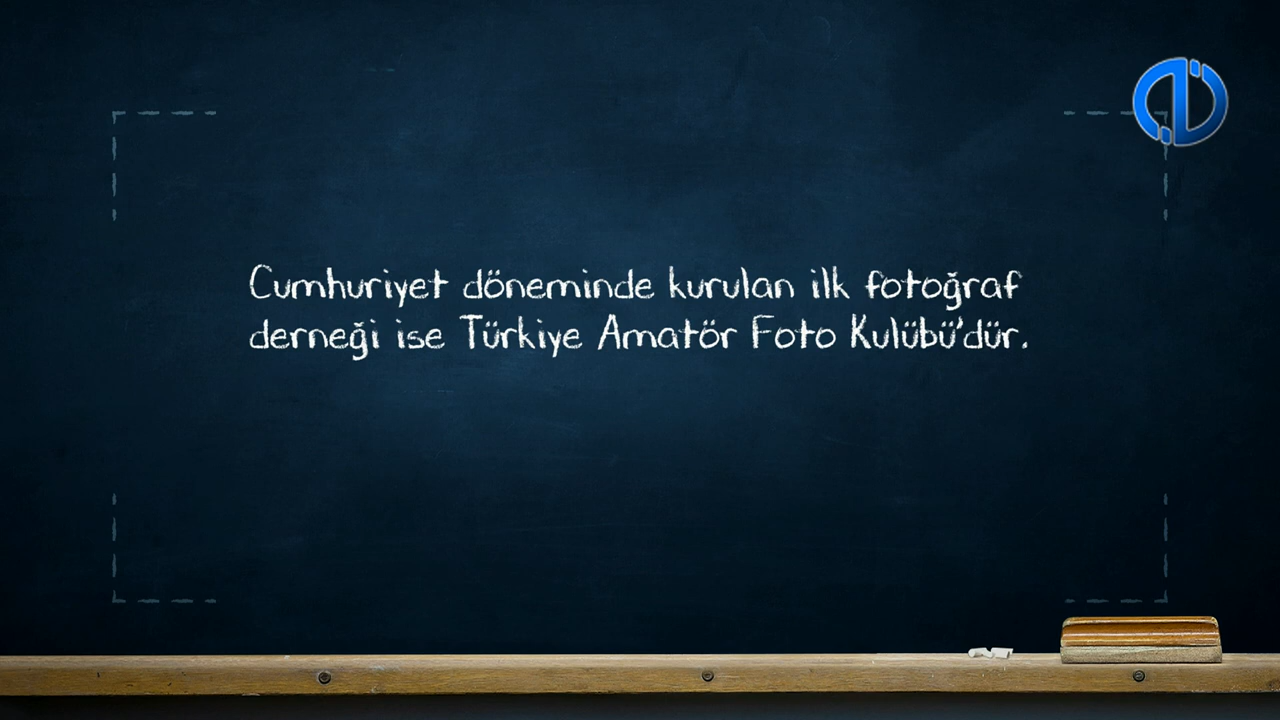 Cumhuriyet döneminde kurulan ilk fotoğraf
derneği ise Türkiye Amatör Foto Kulübü'dür.